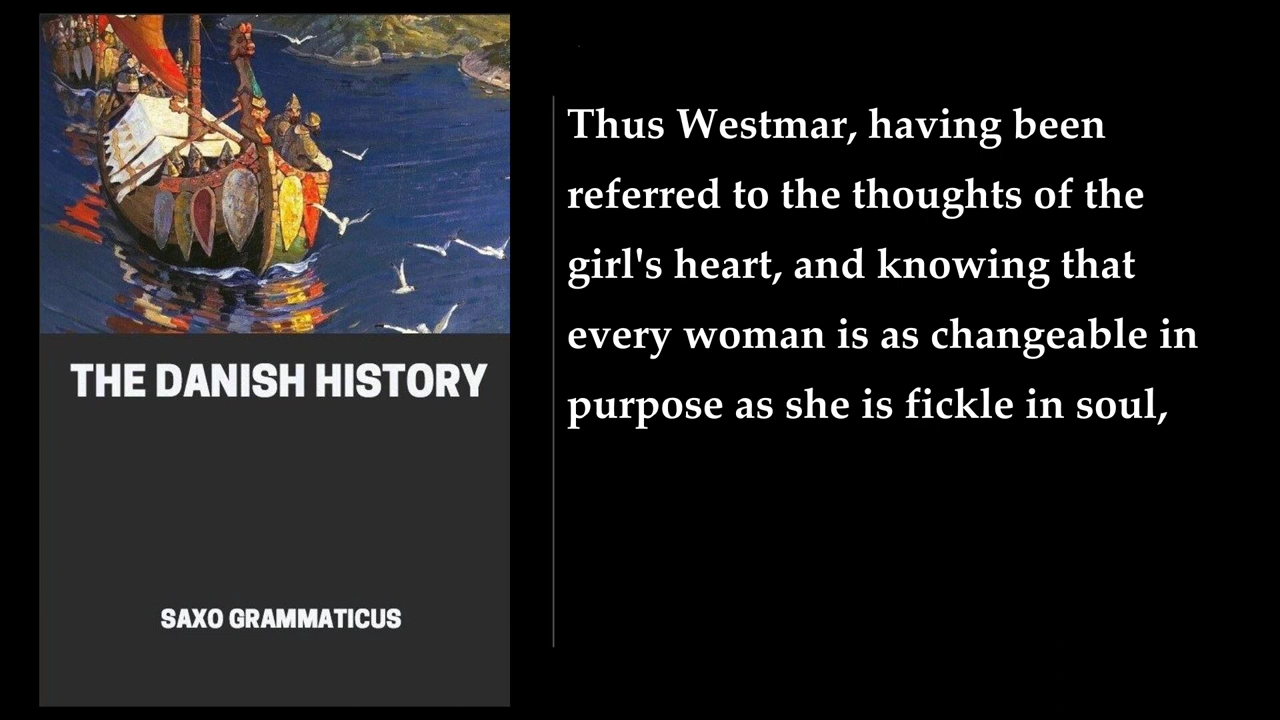 THE DANISH HISTORY
SAXO GRAMMATICUS
Thus Westmar, having been
referred to the thoughts of the
girl's heart, and knowing that
every woman is as changeable in
purpose as she is fickle in soul,